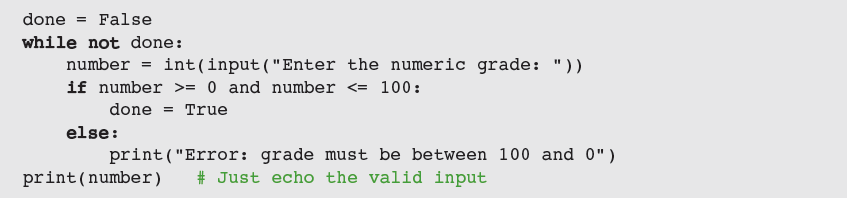 done = False
while not done:
    number = int(input("Enter the numeric grade: "))
    if number >= 0 and number <= 100:
        done = True
    else:
        print("Error: grade must be between 100 and 0")
print(number)   # Just echo the valid input